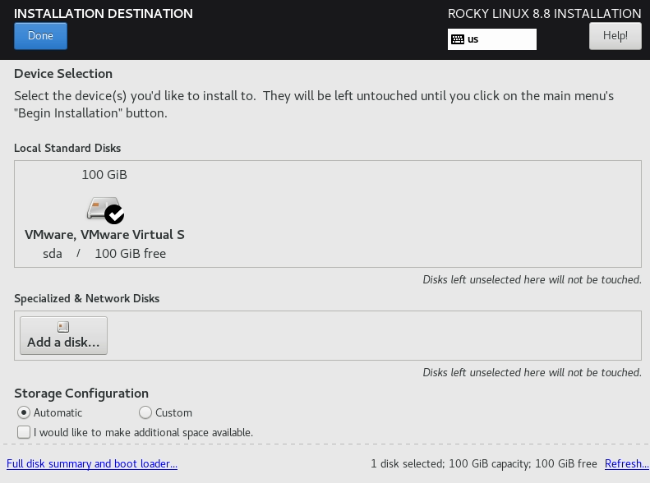 INSTALLATION DESTINATION
ROCKY LINUX 8.8 INSTALLATION
Done
us
Help!
Device Selection
Select the device(s) you'd like to install to.  They will be left untouched until you click on the main menu's
"Begin Installation" button.
Local Standard Disks
100 GiB
VMware, VMware Virtual S
sda / 100 GiB free
Disks left unselected here will not be touched.
Specialized & Network Disks
Add a disk...
Disks left unselected here will not be touched.
Storage Configuration
Automatic Custom
I would like to make additional space available.
Full disk summary and boot loader... 1 disk selected; 100 GiB capacity; 100 GiB free Refresh...